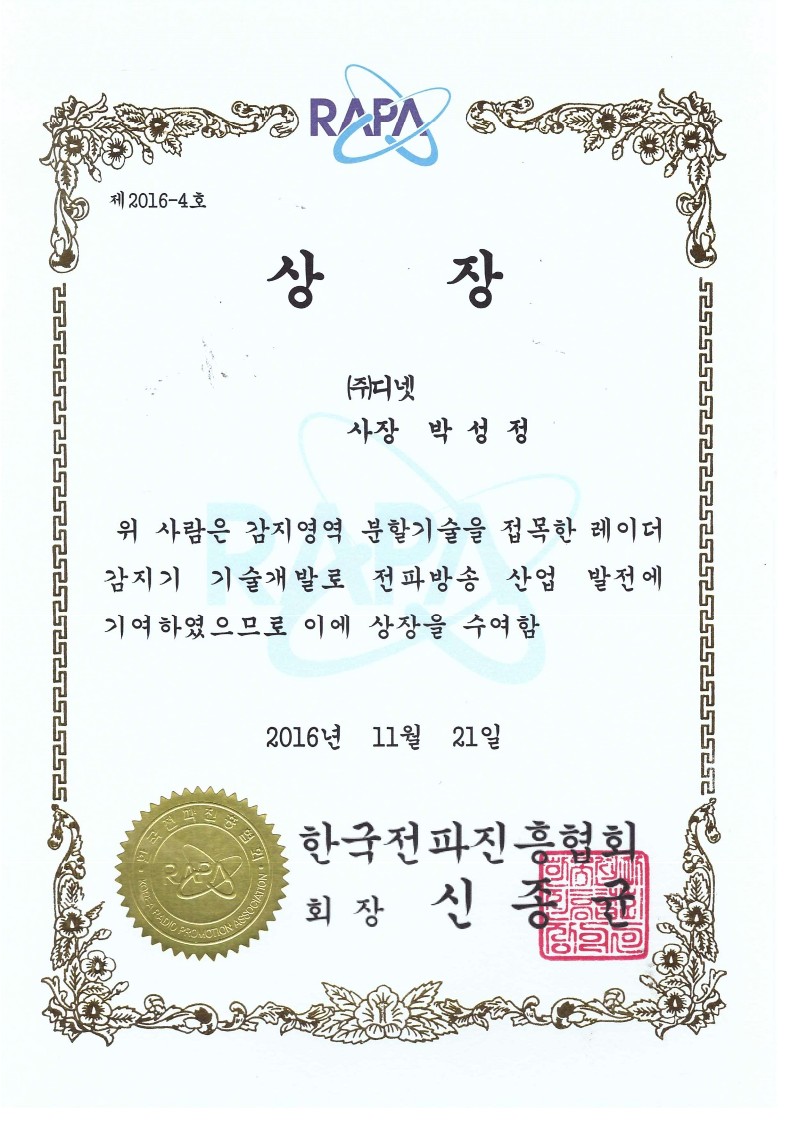 RAPA
제2016-4호
상 장
(주)디넷
사장 박성정
위 사람은 감지영역 분할기술을 접목한 레이더
감지기 기술개발로 전파방송 산업 발전에
기여하였으므로 이에 상장을 수여함
2016년 11월 21일
한국전파진흥협회
회장 신종균
한국전파진흥협회
RAPA
KOREA RADIO PROMOTION ASSOCIATION